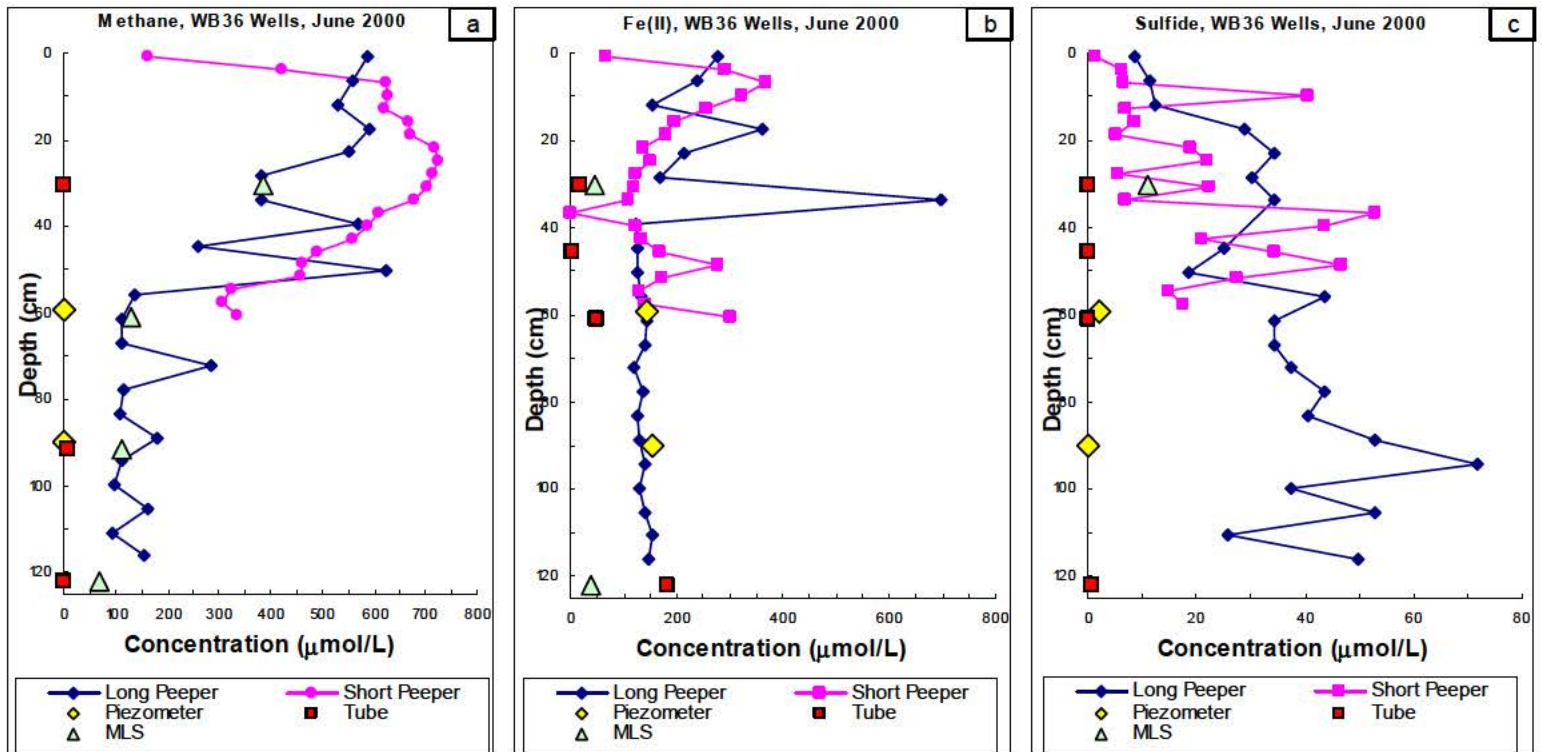 Methane, WB36 Wells, June 2000
a
0
20
40
60
80
100
120
Depth (cm)
0
100
200
300
400
500
600
700
800
Concentration (μmol/L)
Long Peeper
Short Peeper
Piezometer
Tube
MLS
Fe(II), WB36 Wells, June 2000
b
0
20
40
60
80
100
120
Depth (cm)
0
200
400
600
800
Concentration (μmol/L)
Long Peeper
Short Peeper
Piezometer
Tube
MLS
Sulfide, WB36 Wells, June 2000
c
0
20
40
60
80
100
120
Depth (cm)
0
20
40
60
80
Concentration (μmol/L)
Long Peeper
Short Peeper
Piezometer
Tube
MLS